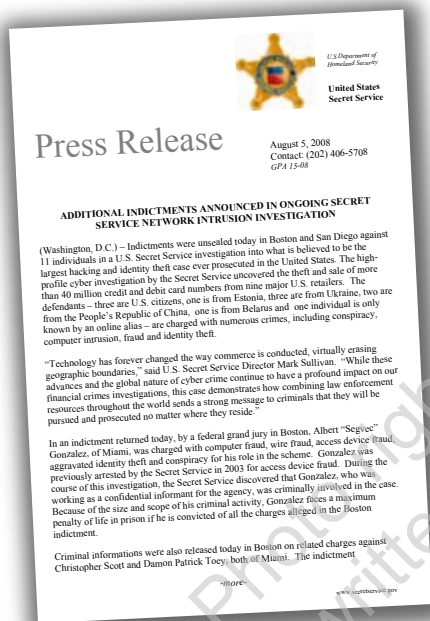 U.S.Department of
Homeland Security
United States
Secret Service
Press Release
August 5, 2008
Contact: (202) 406-5708
GPA 15-08
ADDITIONAL INDICTMENTS ANNOUNCED IN ONGOING SECRET
SERVICE NETWORK INTRUSION INVESTIGATION
(Washington, D.C.) – Indictments were unsealed today in Boston and San Diego against
11 individuals in a U.S. Secret Service investigation into what is believed to be the
largest hacking and identity theft case ever prosecuted in the United States. The high-
profile cyber investigation by the Secret Service uncovered the theft and sale of more
than 40 million credit and debit card numbers from nine major U.S. retailers. The
defendants – three are U.S. citizens, one is from Estonia, three are from Ukraine, two are
from the People’s Republic of China, one is from Belarus and one individual is only
known by an online alias – are charged with numerous crimes, including conspiracy,
computer intrusion, fraud and identity theft.
“Technology has forever changed the way commerce is conducted, virtually erasing
geographic boundaries,” said U.S. Secret Service Director Mark Sullivan. “While these
advances and the global nature of cyber crime continue to have a profound impact on our
financial crimes investigations, this case demonstrates how combining law enforcement
resources throughout the world sends a strong message to criminals that they will be
pursued and prosecuted no matter where they reside.”
In an indictment returned today, by a federal grand jury in Boston, Albert “Segvec”
Gonzalez, of Miami, was charged with computer fraud, wire fraud, access device fraud,
aggravated identity theft and conspiracy for his role in the scheme. Gonzalez was
previously arrested by the Secret Service in 2003 for access device fraud. During the
course of this investigation, the Secret Service discovered that Gonzalez, who was
working as a confidential informant for the agency, was criminally involved in the case.
Because of the size and scope of his criminal activity, Gonzalez faces a maximum
penalty of life in prison if he is convicted of all the charges alleged in the Boston
indictment.
Criminal informations were also released today in Boston on related charges against
Christopher Scott and Damon Patrick Toey, both of Miami. The indictment
-more-
www.secretservice.gov